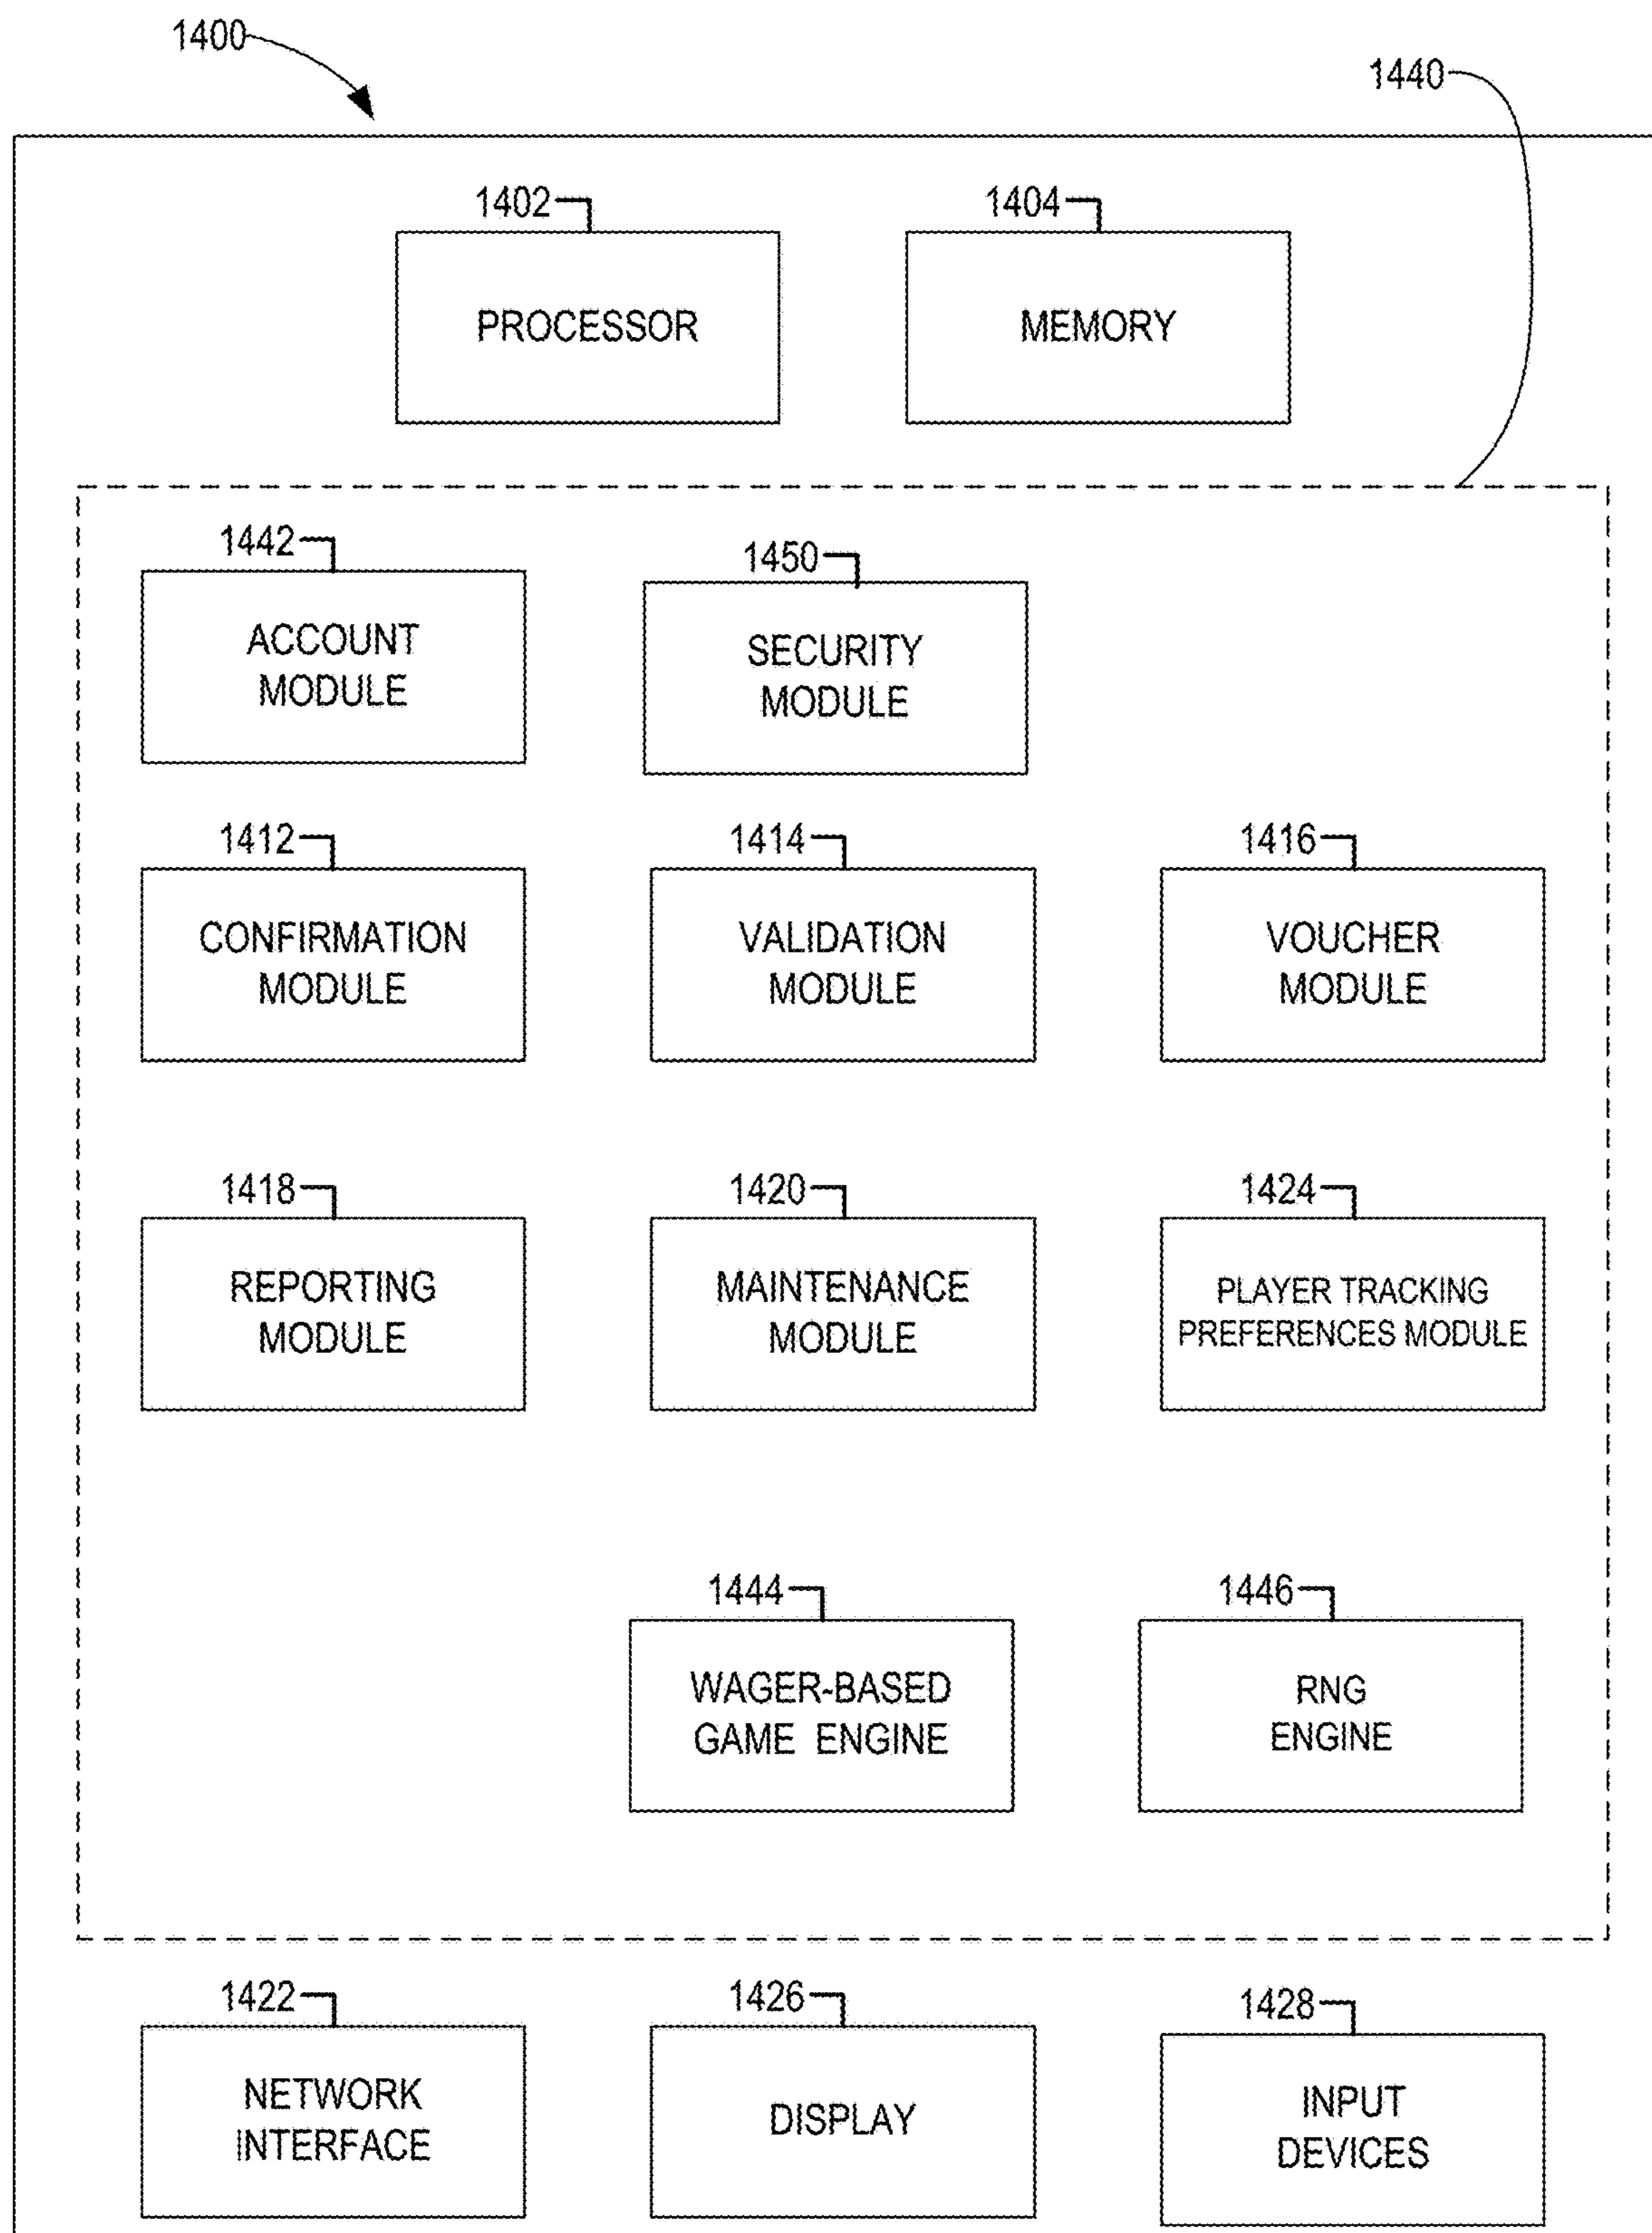 1400
1440
1402
1404
PROCESSOR
MEMORY
1442
1450
ACCOUNT
MODULE
SECURITY
MODULE
1412
1414
1416
CONFIRMATION
MODULE
VALIDATION
MODULE
VOUCHER
MODULE
1418
1420
1424
REPORTING
MODULE
MAINTENANCE
MODULE
PLAYER TRACKING
PREFERENCES MODULE
1444
1446
WAGER-BASED
GAME ENGINE
RNG
ENGINE
1422
1426
1428
NETWORK
INTERFACE
DISPLAY
INPUT
DEVICES